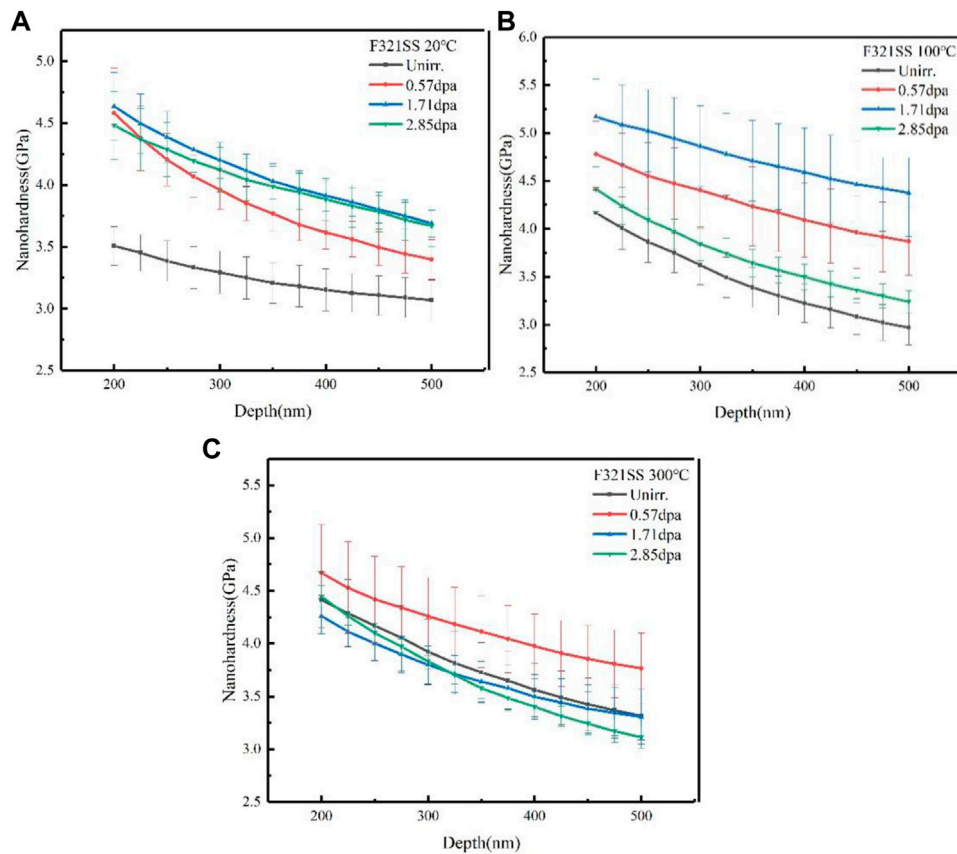 A
F321SS 20°C
Unirr.
0.57dpa
1.71dpa
2.85dpa
5.0
4.5
4.0
3.5
3.0
2.5
Nanohardness(GPa)
200
300
400
500
Depth(nm)
B
F321SS 100°C
Unirr.
0.57dpa
1.71dpa
2.85dpa
6.0
5.5
5.0
4.5
4.0
3.5
3.0
2.5
Nanohardness(GPa)
200
300
400
500
Depth(nm)
C
F321SS 300°C
Unirr.
0.57dpa
1.71dpa
2.85dpa
5.5
5.0
4.5
4.0
3.5
3.0
2.5
Nanohardness(GPa)
200
300
400
500
Depth(nm)